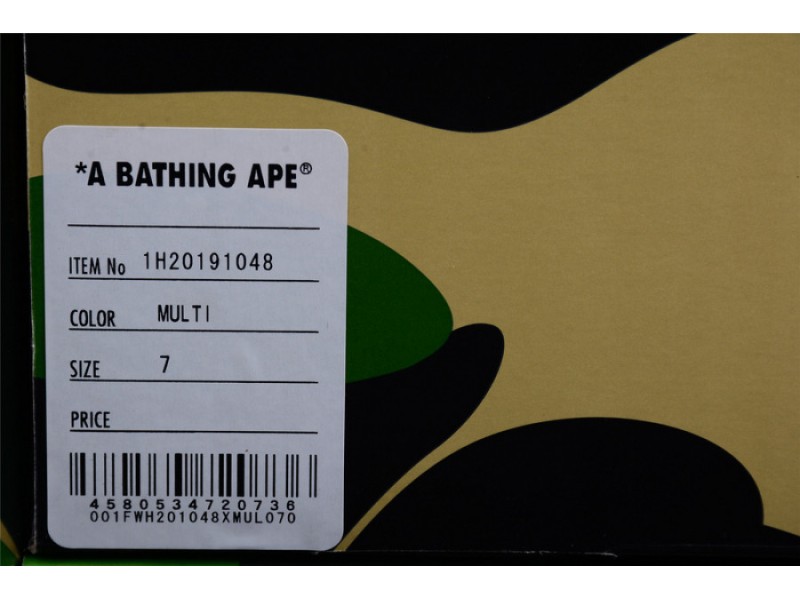 *A BATHING APE®
ITEM No 1H20191048
COLOR MULTI
SIZE 7
PRICE
4580534720736
001FWH201048XMUL070